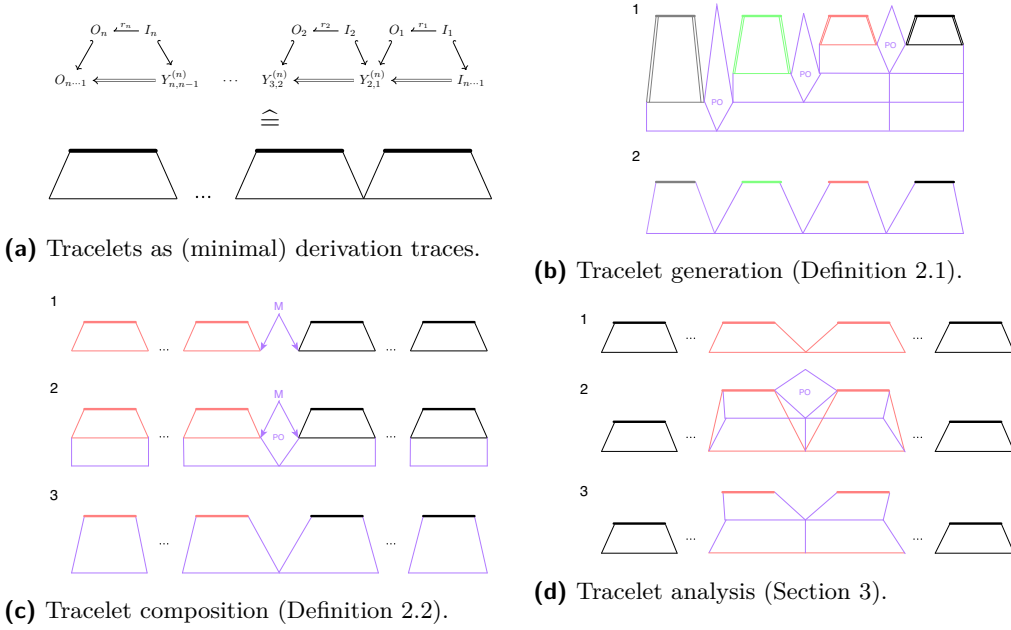 O_n r_n I_n O_2 r_2 I_2 O_1 r_1 I_1
O_{n···1} Y^{(n)}_{n,n−1} ··· Y^{(n)}_{3,2} Y^{(n)}_{2,1} I_{n···1}
≙
...
(a) Tracelets as (minimal) derivation traces.
1
PO PO PO
2
(b) Tracelet generation (Definition 2.1).
1
M
... ...
2
M
... PO ...
3
... ...
(c) Tracelet composition (Definition 2.2).
1
... ...
2
PO
... ...
3
... ...
(d) Tracelet analysis (Section 3).